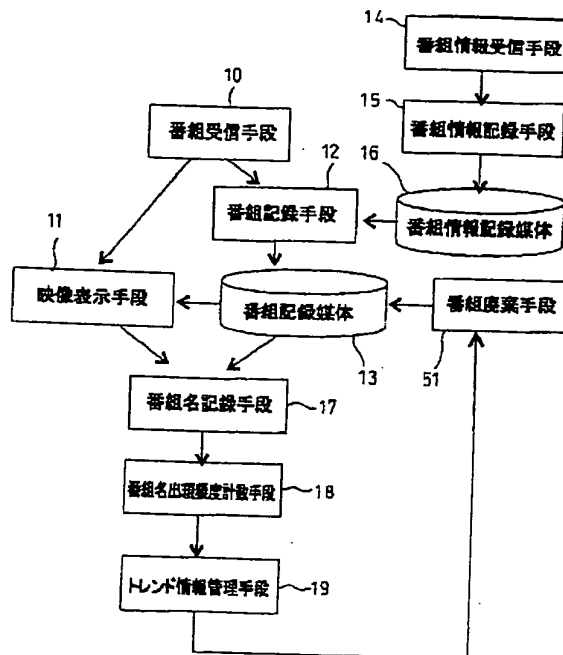 14
番組情報受信手段
10
15
番組受信手段
番組情報記録手段
12
16
番組記録手段
番組情報記録媒体
11
映像表示手段
番組記録媒体
番組廃棄手段
13
51
番組名記録手段
17
番組名出現頻度計数手段
18
トレンド情報管理手段
19